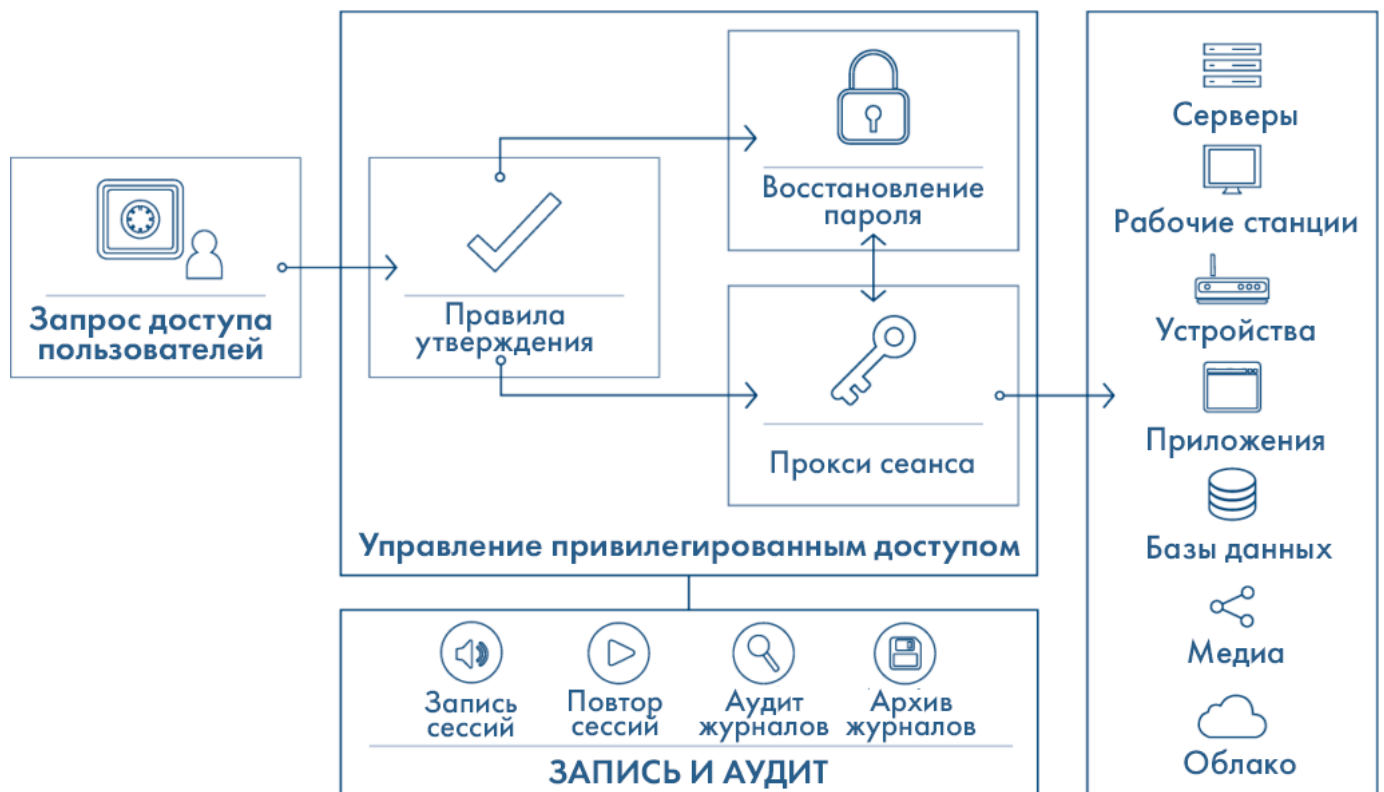 Запрос доступа
пользователей
Правила
утверждения
Восстановление
пароля
Прокси сеанса
Управление привилегированным доступом
Запись
сессий
Повтор
сессий
Аудит
журналов
Архив
журналов
ЗАПИСЬ И АУДИТ
Серверы
Рабочие станции
Устройства
Приложения
Базы данных
Медиа
Облако